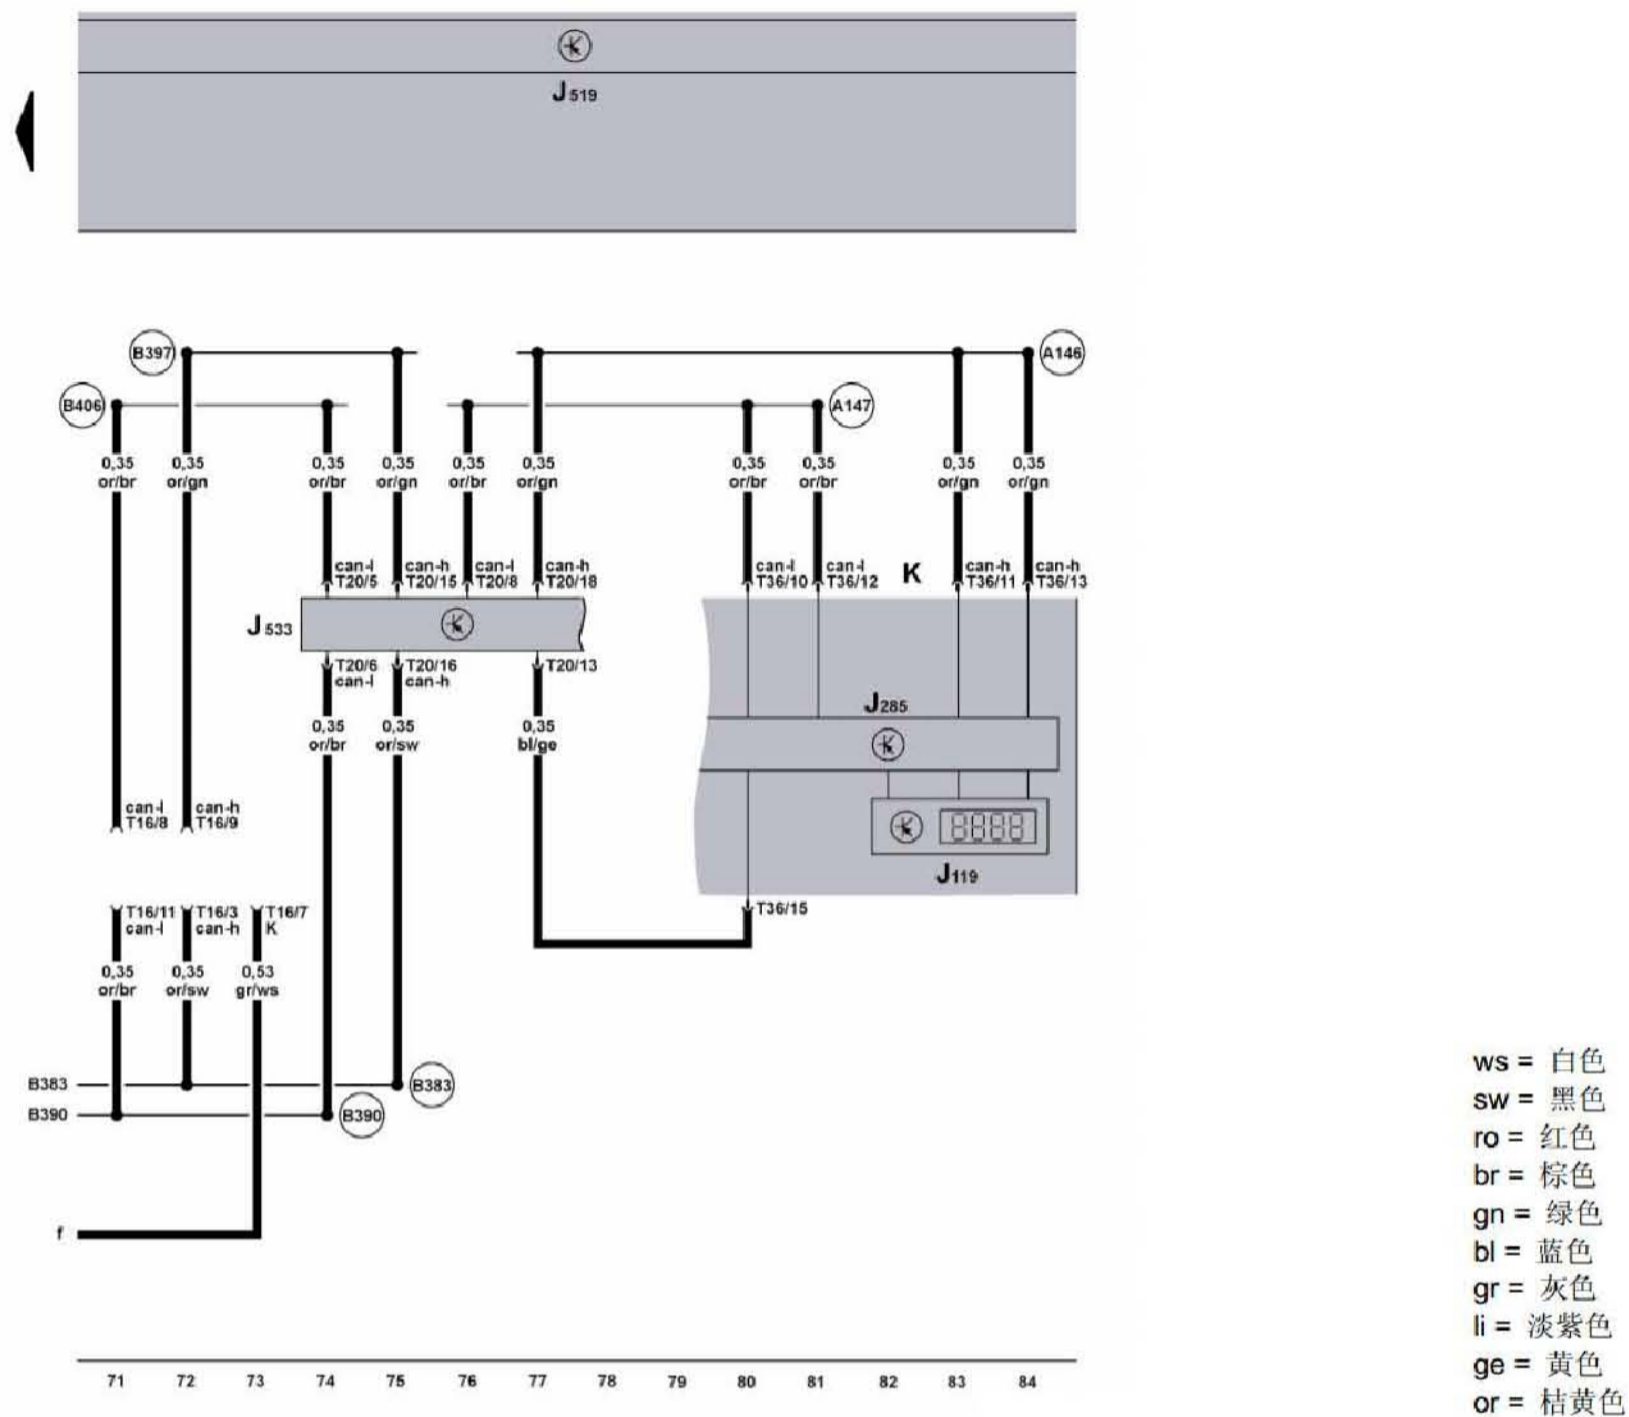 J519
B397
A146
B406
A147
0,35 0,35 0,35 0,35 0,35 0,35 0,35 0,35 0,35 0,35
or/br or/gn or/br or/gn or/br or/gn or/br or/br or/gn or/gn
can-l can-h can-l can-h can-l can-l can-h can-h
T20/5 T20/15 T20/8 T20/18 T36/10 T36/12 K T36/11 T36/13
J533
T20/6 T20/16 T20/13
can-l can-h
J285
0,35 0,35 0,35
or/br or/sw bl/ge
can-l can-h
T16/8 T16/9
8888
J119
T16/11 T16/3 T16/7 T36/15
can-l can-h K
0,35 0,35 0,53
or/br or/sw gr/ws
B383 B383
B390 B390
f
71 72 73 74 75 76 77 78 79 80 81 82 83 84
ws = 白色
sw = 黑色
ro = 红色
br = 棕色
gn = 绿色
bl = 蓝色
gr = 灰色
li = 淡紫色
ge = 黄色
or = 桔黄色